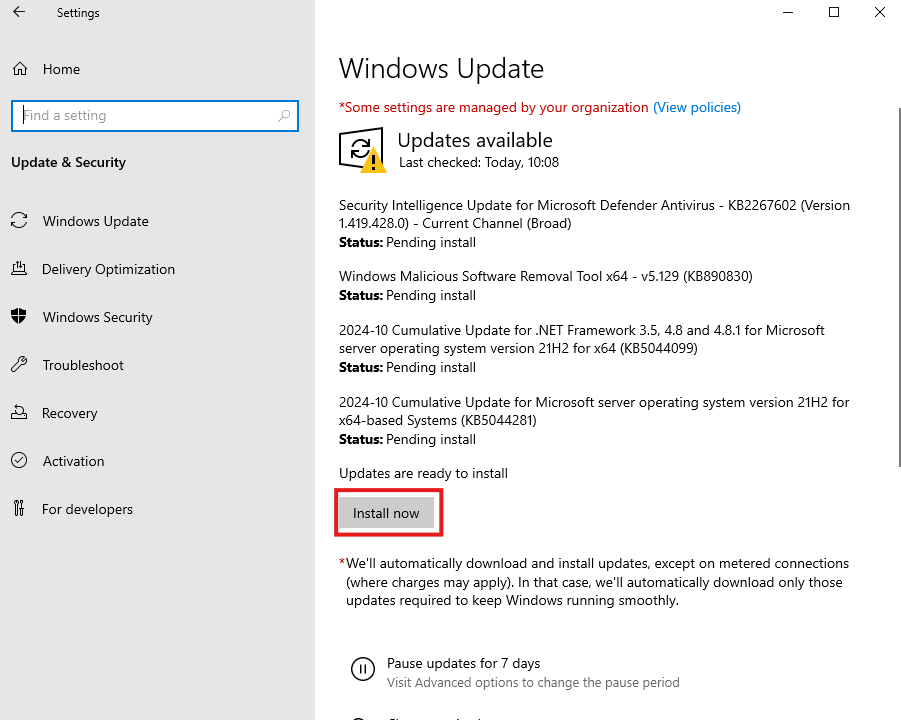 Settings
Home
Find a setting
Update & Security
Windows Update
Delivery Optimization
Windows Security
Troubleshoot
Recovery
Activation
For developers
Windows Update
*Some settings are managed by your organization (View policies)
Updates available
Last checked: Today, 10:08
Security Intelligence Update for Microsoft Defender Antivirus - KB2267602 (Version
1.419.428.0) - Current Channel (Broad)
Status: Pending install
Windows Malicious Software Removal Tool x64 - v5.129 (KB890830)
Status: Pending install
2024-10 Cumulative Update for .NET Framework 3.5, 4.8 and 4.8.1 for Microsoft
server operating system version 21H2 for x64 (KB5044099)
Status: Pending install
2024-10 Cumulative Update for Microsoft server operating system version 21H2 for
x64-based Systems (KB5044281)
Status: Pending install
Updates are ready to install
Install now
*We'll automatically download and install updates, except on metered connections
(where charges may apply). In that case, we'll automatically download only those
updates required to keep Windows running smoothly.
Pause updates for 7 days
Visit Advanced options to change the pause period